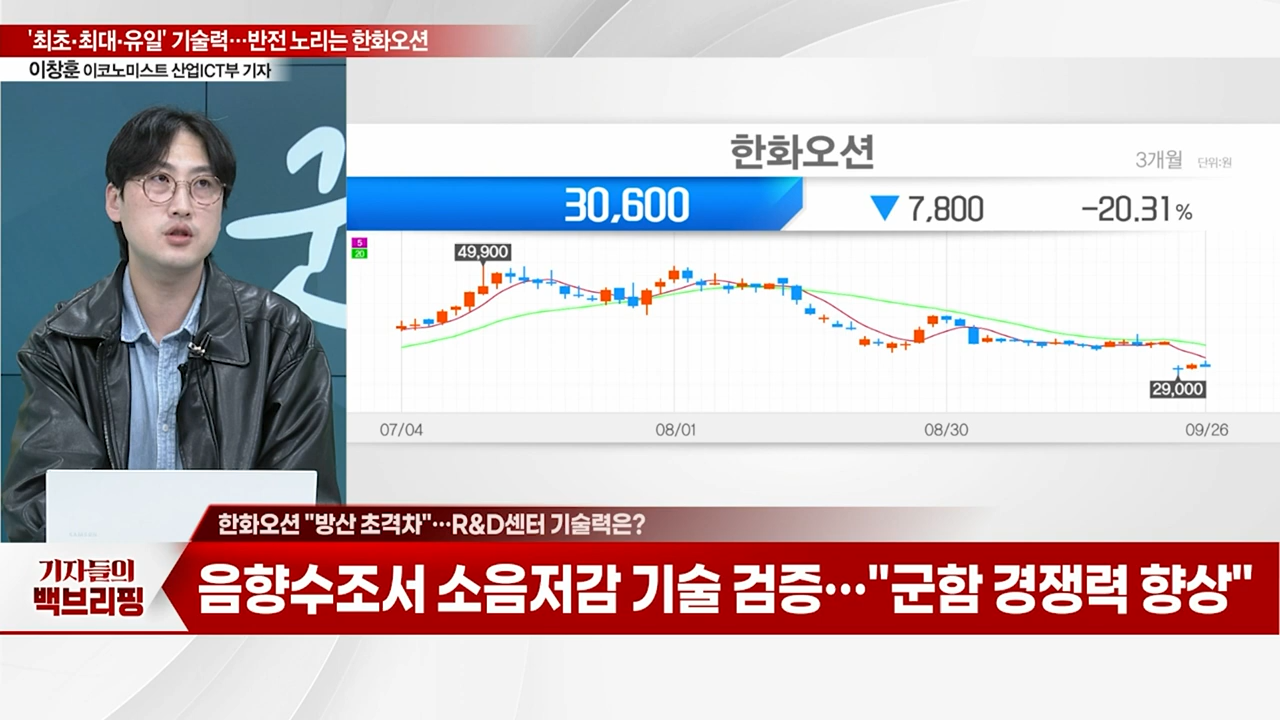 '최초·최대·유일' 기술력…반전 노리는 한화오션
이창훈 이코노미스트 산업ICT부 기자
한화오션
3개월 단위:원
30,600 ▼ 7,800 -20.31%
5
20
49,900
29,000
07/04 08/01 08/30 09/26
SAMSUNG
한화오션 "방산 초격차"…R&D센터 기술력은?
기자들의
백브리핑
음향수조서 소음저감 기술 검증…"군함 경쟁력 향상"